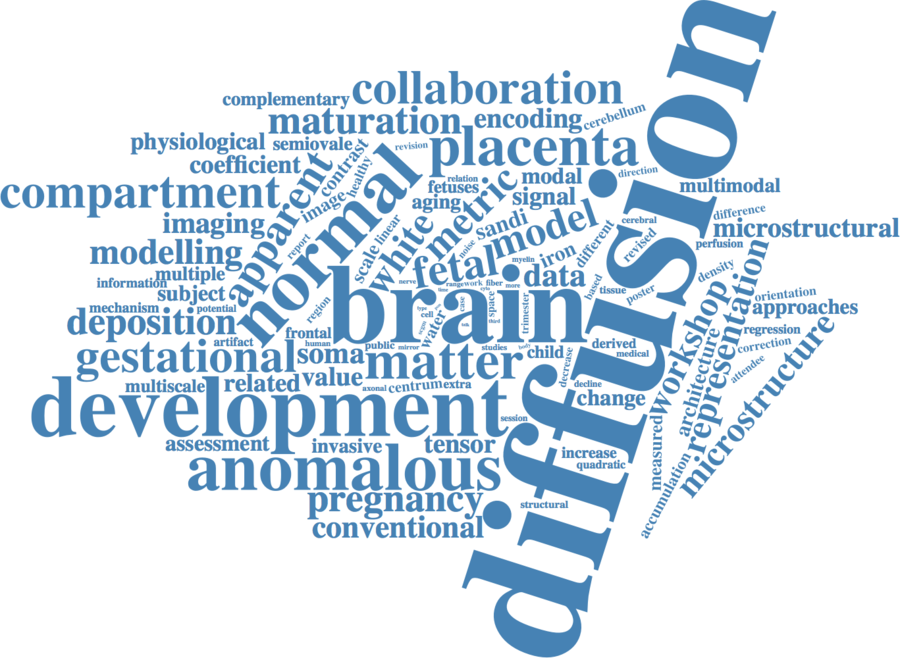 diffusion
complementary
collaboration
maturation
encoding
cerebellum
physiological
semiovale
contrast
revision
placenta
coefficient
apparent
image
healthy
normal
relation
fetuses
modal
direction
compartment
aging
signal
multimodal
imaging
report
scale
linear
white
metric
sandi
model
different
cerebral
revised
difference
microstructural
perfusion
modelling
noise
fetal
myelin
iron
data
density
information
multiple
nerve
range
work
fiber
more
based
tissue
poster
subject
potential
region
brain
time
cyto
space
trimester
orientation
approaches
mechanism
deposition
type
cell
case
water
third
workshop
representation
regression
artifact
frontal
human
public
mirror
studies
body
derived
medical
architecture
correction
gestational
soma
matter
child
decrease
attendee
multiscale
related
value
axonal
centrum
extra
decline
change
microstructure
development
session
measured
assessment
invasive
tensor
increase
quadratic
accumulation
anomalous
pregnancy
structural
conventional